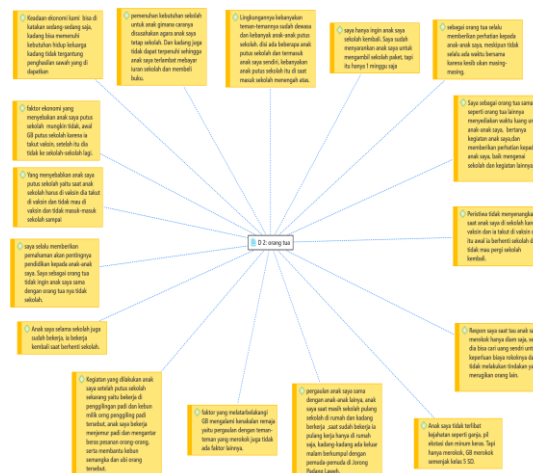 Keadaan ekonomi kami bisa di
katakan sedang-sedang saja,
kadang bisa memenuhi
kebutuhan hidup keluarga
kadang tidak tergantung
penghasilan sawah yang di
dapatkan
pemenuhan kebutuhan sekolah
untuk anak gimana caranya
disusahakan agara anak saya
tetap sekolah. Dan kadang juga
tidak dapat terpenuhi sehingga
anak saya terlambat mebayar
iuran sekolah dan membeli
buku.
Lingkungannya kebanyakan
teman-temannya sudah dewasa
dan kebanyak anak-anak putus
sekolah. disi ada beberapa anak
putus sekolah dan termasuk
anak saya sendiri, kebanyakan
anak putus sekolah itu di saat
masuk sekolah menengah atas.
saya hanya ingin anak saya
sekolah kembali. Saya sudah
menyarankan anak saya untuk
mengambil sekolah paket, tapi
itu hanya 1 minggu saja
sebagai orang tua selalu
memberikan perhatian kepada
anak-anak saya, meskipun tidak
selalu ada waktu bersama
karena kesib ukan masing-
masing.
faktor ekonomi yang
menyebakan anak saya putus
sekolah mungkin tidak, awal
GB putus sekolah karena ia
takut vaksin, setelah itu dia
tidak ke sekolah-sekolah lagi.
Saya sebagai orang tua sama
seperti orang tua lainnya
menyediakan waktu luang un
anak-anak saya, bertanya
kegiatan anak saya,dan
memberikan perhatian kepad
anak saya, baik mengenai
sekolah dan kegiatan lainnya
Yang menyebabkan anak saya
putus sekolah yaitu saat anak
sekolah harus di vaksin dia takut
di vaksin dan tidak mau di
vaksin dan tidak masuk-masuk
sekolah sampai
D 2: orang tua
Peristiwa tidak menyenangkan
saat anak saya di sekolah kare
vaksin dan ia takut di vaksin d
itu awal ia berhenti sekolah d
tidak mau pergi sekolah
kembali.
saya selalu memberikan
pemahaman akan pentingnya
pendidikan kepada anak-anak
saya. Saya sebagai orang tua
tidak ingin anak saya sama
dengan orang tua nya tidak
sekolah.
Anak saya selama sekolah juga
sudah bekerja, ia bekerja
kembali saat berhenti sekolah.
Respon saya saat tau anak sa
merokok hanya diam saja, se
dia bisa cari uang sendiri unt
keperluan biaya rokoknya da
tidak melakukan tindakan ya
merugikan orang lain.
Kegiatan yang dilakukan anak
saya setelah putus sekolah
sekarang yaitu bekerja di
penggilingan padi dan kebun
milik orng pengging padi
tersebut, anak saya bekerja
menjemur padi dan mengantar
beras pesanan orang-orang,
serta membantu kebun
semangka dan ubi orang
tersebut.
faktor yang melatarbelakangi
GB mengalami kenakalan remaja
yaitu pergaulan dengan teman-
teman yang merokok juga tidak
ada faktor lainnya.
pergaulan anak saya sama
dengan anak-anak lainnya, anak
saya saat masih sekolah pulang
sekolah di rumah dan kadang
berkerja ,saat sudah bekerja ia
pulang kerja hanya di rumah
saja, kadang-kadang ada keluar
malam berkumpul dengan
pemuda-pemuda di Jorong
Anak saya tidak terlibat
kejahatan seperti ganja, pil
ekstasi dan minum keras. Tapi
hanya merokok, GB merokok
semenjak kelas 5 SD.